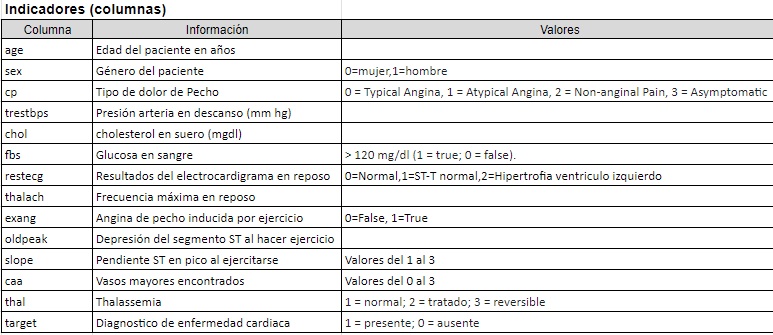 Indicadores (columnas)
Columna Información Valores
age Edad del paciente en años
sex Género del paciente 0=mujer,1=hombre
cp Tipo de dolor de Pecho 0 = Typical Angina, 1 = Atypical Angina, 2 = Non-anginal Pain, 3 = Asymptomatic
trestbps Presión arteria en descanso (mm hg)
chol cholesterol en suero (mgdl)
fbs Glucosa en sangre > 120 mg/dl (1 = true; 0 = false).
restecg Resultados del electrocardigrama en reposo 0=Normal,1=ST-T normal,2=Hipertrofia ventriculo izquierdo
thalach Frecuencia máxima en reposo
exang Angina de pecho inducida por ejercicio 0=False, 1=True
oldpeak Depresión del segmento ST al hacer ejercicio
slope Pendiente ST en pico al ejercitarse Valores del 1 al 3
caa Vasos mayores encontrados Valores del 0 al 3
thal Thalassemia 1 = normal; 2 = tratado; 3 = reversible
target Diagnostico de enfermedad cardiaca 1 = presente; 0 = ausente